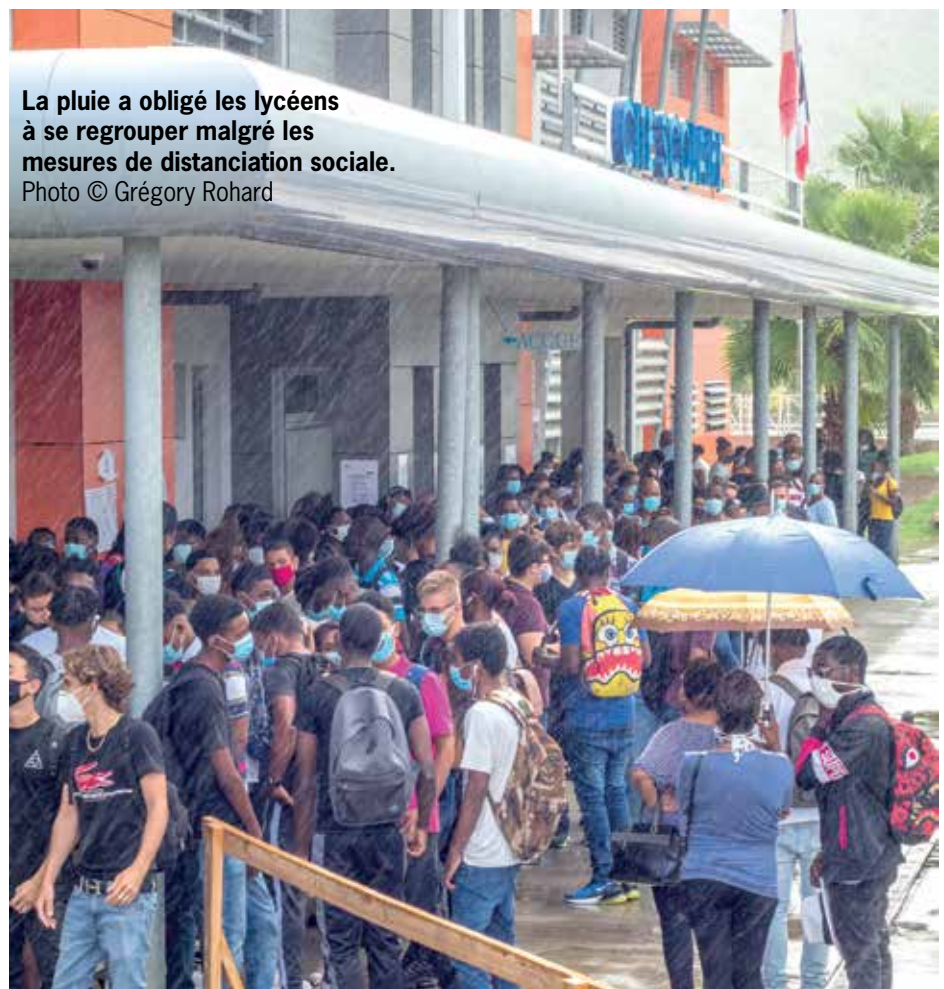 La pluie a obligé les lycéens
à se regrouper malgré les
mesures de distanciation sociale.
Photo © Grégory Rohard